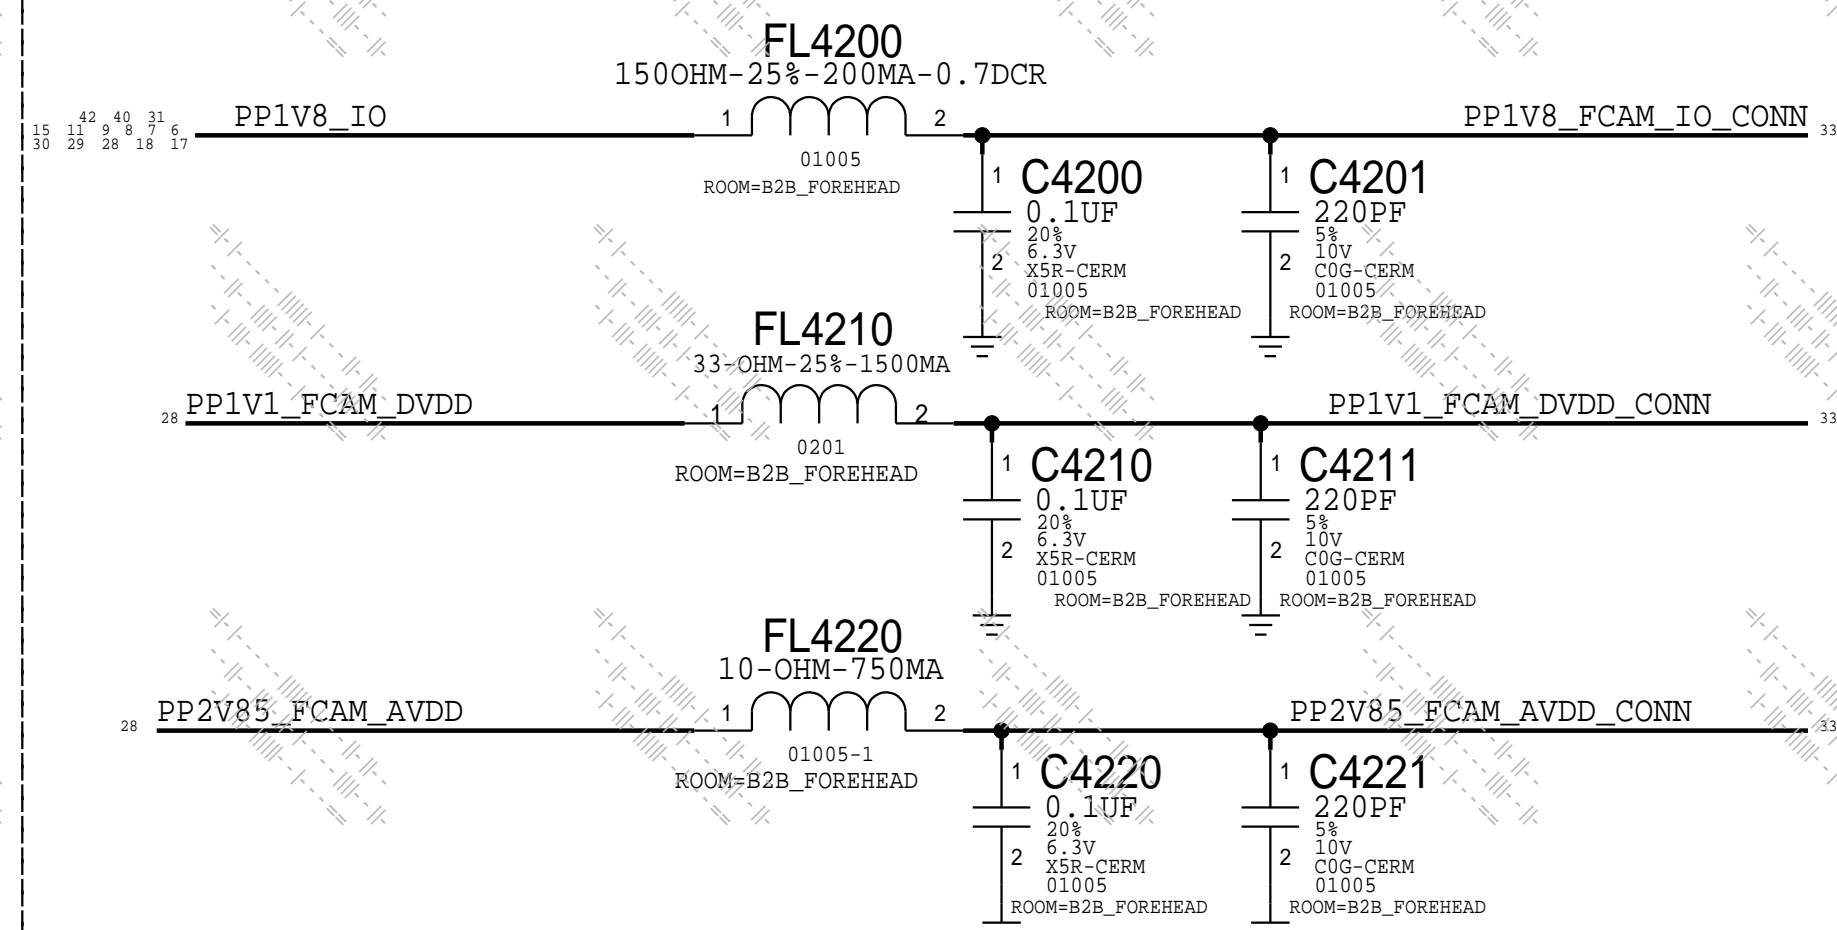 FL4200
150OHM-25%-200MA-0.7DCR
42 40 31
15 11 9 8 7 6
30 29 28 18 17
PP1V8_IO
1
2
PP1V8_FCAM_IO_CONN
33
01005
ROOM=B2B_FOREHEAD
1
C4200
0.1UF
20%
6.3V
2
X5R-CERM
01005
ROOM=B2B_FOREHEAD
1
C4201
220PF
5%
10V
2
C0G-CERM
01005
ROOM=B2B_FOREHEAD
FL4210
33-OHM-25%-1500MA
28
PP1V1_FCAM_DVDD
1
2
PP1V1_FCAM_DVDD_CONN
33
0201
ROOM=B2B_FOREHEAD
1
C4210
0.1UF
20%
6.3V
2
X5R-CERM
01005
ROOM=B2B_FOREHEAD
1
C4211
220PF
5%
10V
2
C0G-CERM
01005
ROOM=B2B_FOREHEAD
FL4220
10-OHM-750MA
28
PP2V85_FCAM_AVDD
1
2
PP2V85_FCAM_AVDD_CONN
33
01005-1
ROOM=B2B_FOREHEAD
1
C4220
0.1UF
20%
6.3V
2
X5R-CERM
01005
ROOM=B2B_FOREHEAD
1
C4221
220PF
5%
10V
2
C0G-CERM
01005
ROOM=B2B_FOREHEAD